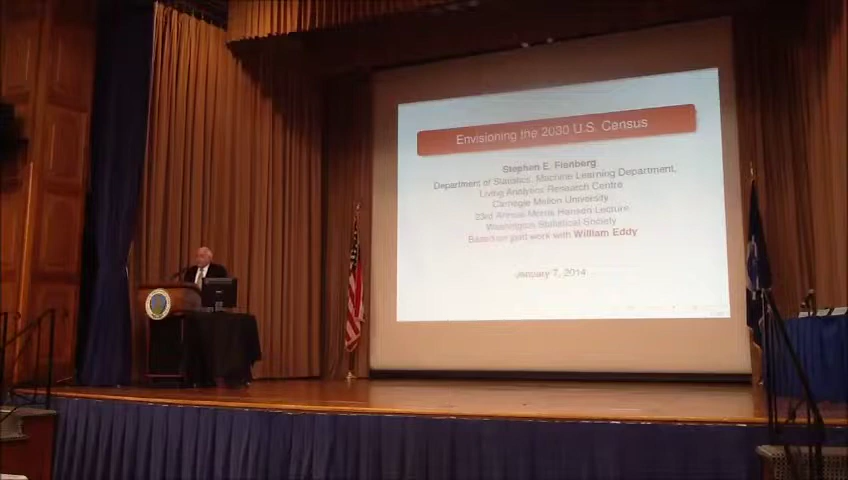 Envisioning the 2030 U.S. Census
Stephen E. Fienberg
Department of Statistics, Machine Learning Department,
Living Analytics Research Centre
Carnegie Mellon University
23rd Annual Morris Hansen Lecture
Washington Statistical Society
Based on joint work with William Eddy
January 7, 2014